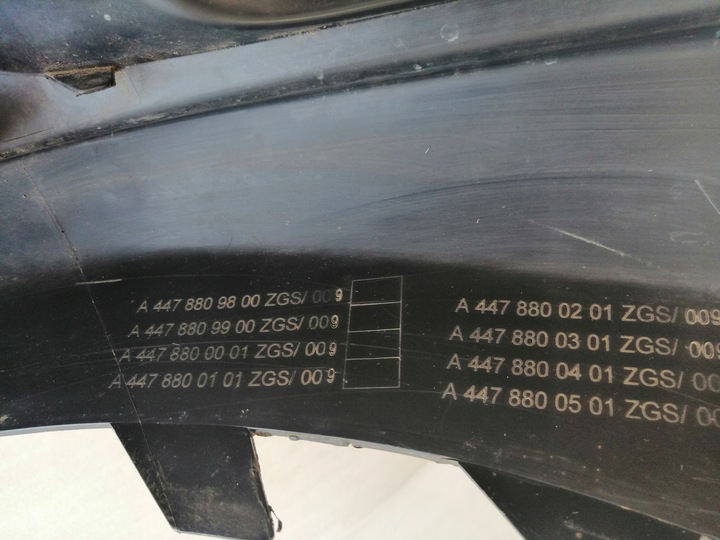 A 447 880 98 00 ZGS/ 009
A 447 880 99 00 ZGS/ 009
A 447 880 00 01 ZGS/ 009
A 447 880 01 01 ZGS/ 009
A 447 880 02 01 ZGS/ 009
A 447 880 03 01 ZGS/ 009
A 447 880 04 01 ZGS/ 00
A 447 880 05 01 ZGS/ 00